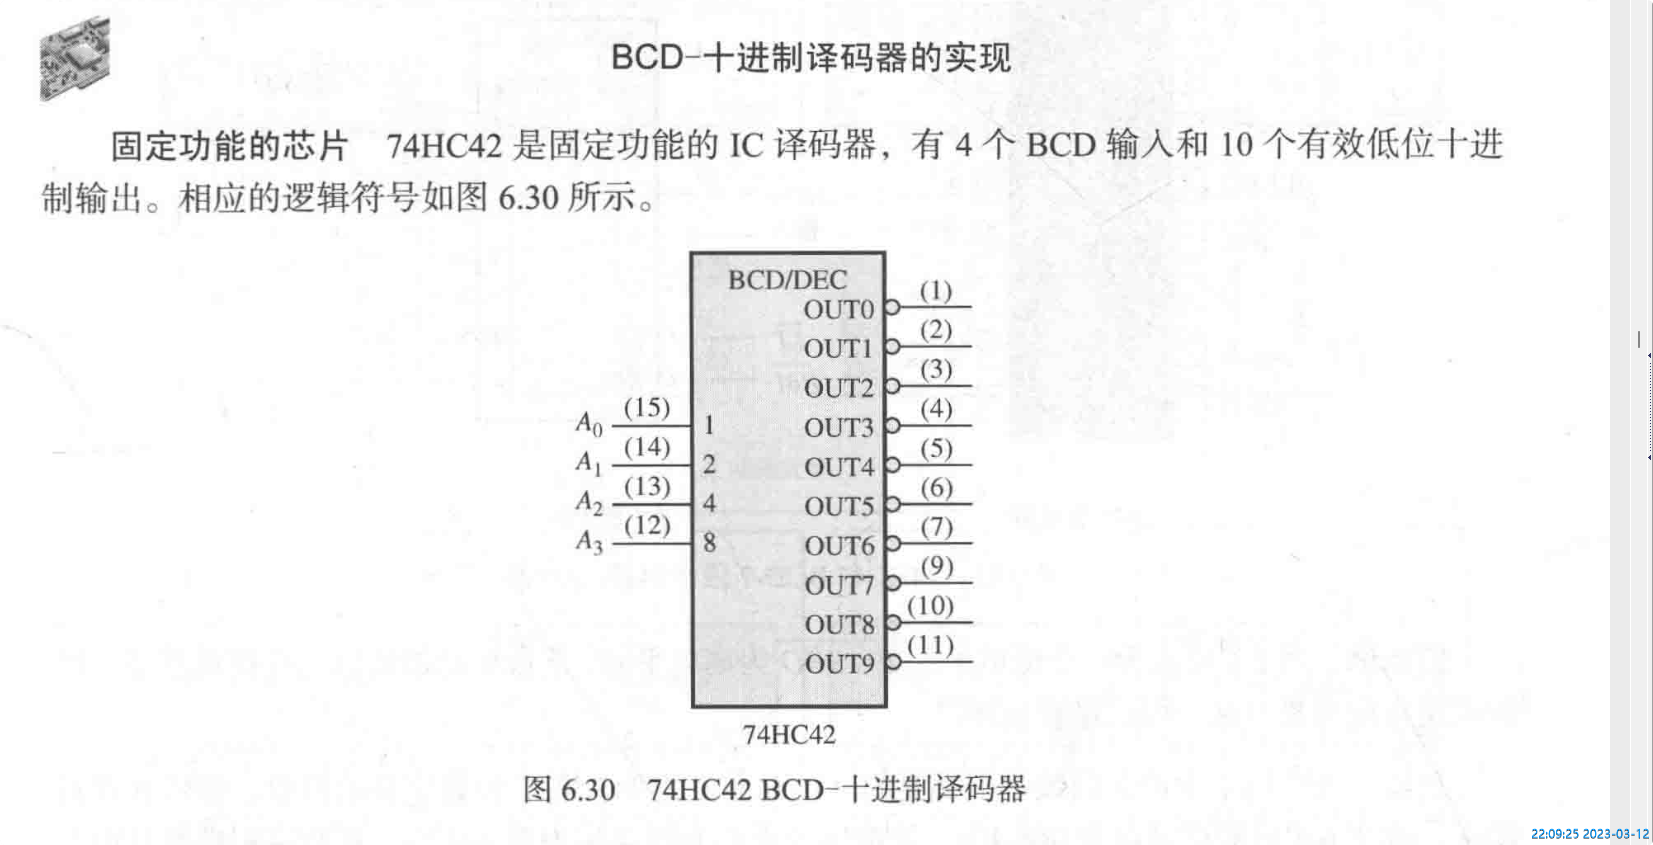 BCD-十进制译码器的实现
固定功能的芯片 74HC42 是固定功能的 IC 译码器，有 4 个 BCD 输入和 10 个有效低位十进
制输出。相应的逻辑符号如图 6.30 所示。
BCD/DEC
OUT0 (1)
OUT1 (2)
OUT2 (3)
A0 (15) 1 OUT3 (4)
A1 (14) 2 OUT4 (5)
A2 (13) 4 OUT5 (6)
A3 (12) 8 OUT6 (7)
OUT7 (9)
OUT8 (10)
OUT9 (11)
74HC42
图 6.30 74HC42 BCD-十进制译码器
22:09:25 2023-03-12